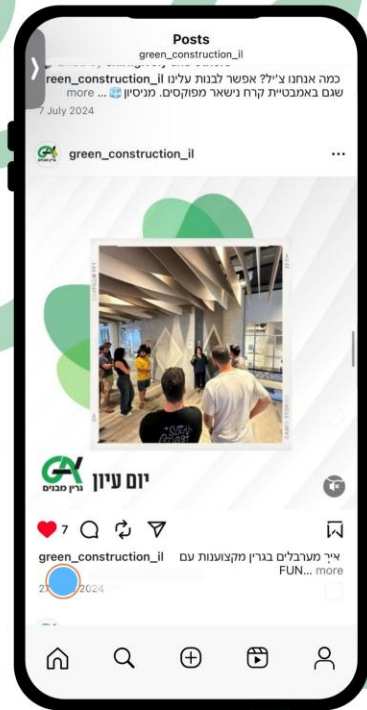 Posts
green_construction_il
green_construction_il כמה אנחנו צ'יל? אפשר לבנות עלינו
שגם באמבטיית קרח נישאר מפוקסים. מניסיון 🥶 ... more
7 July 2024
green_construction_il
גרין מבנים
יום עיון
7
green_construction_il איך מערבלים בגרין מקצוענות עם
FUN... more
2024